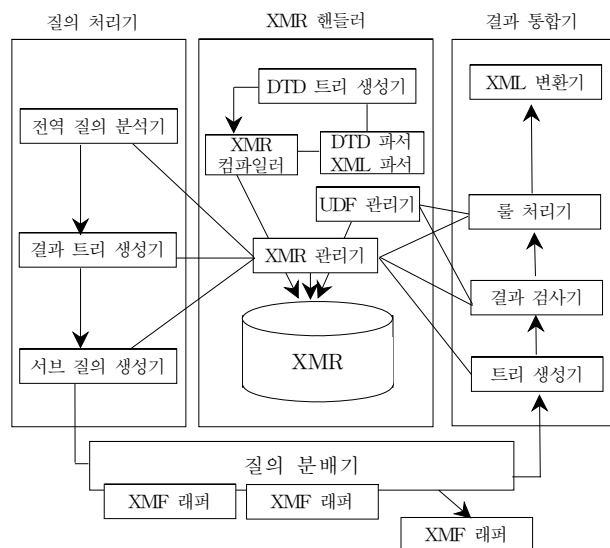 질의 처리기
XMR 핸들러
결과 통합기
전역 질의 분석기
결과 트리 생성기
서브 질의 생성기
DTD 트리 생성기
XMR
컴파일러
DTD 파서
XML 파서
UDF 관리기
XMR 관리기
XMR
XML 변환기
룰 처리기
결과 검사기
트리 생성기
질의 분배기
XMF 래퍼
XMF 래퍼
XMF 래퍼